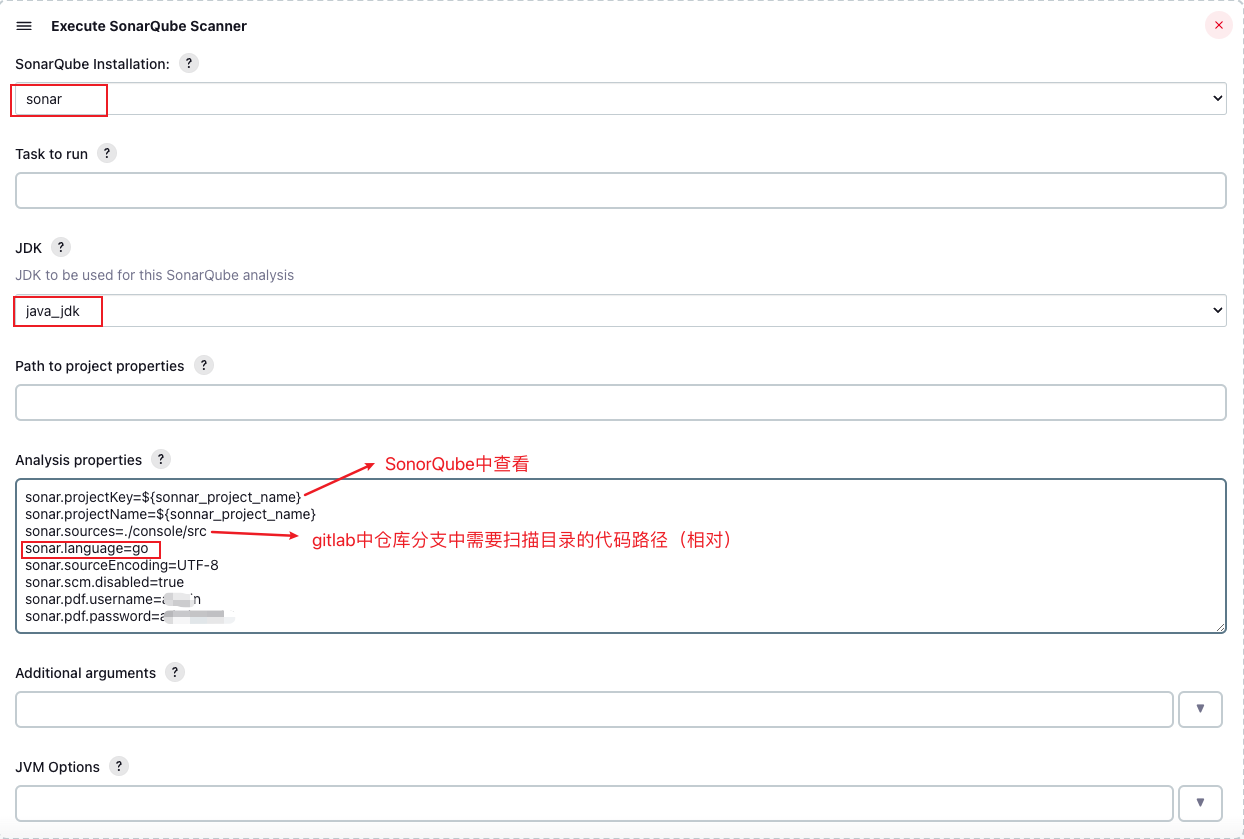 Execute SonarQube Scanner
SonarQube Installation: ?
sonar
Task to run ?
JDK ?
JDK to be used for this SonarQube analysis
java_jdk
Path to project properties ?
Analysis properties ?
SonorQube中查看
sonar.projectKey=${sonnar_project_name}
sonar.projectName=${sonnar_project_name}
sonar.sources=./console/src
gitlab中仓库分支中需要扫描目录的代码路径（相对）
sonar.language=go
sonar.sourceEncoding=UTF-8
sonar.scm.disabled=true
sonar.pdf.username=
sonar.pdf.password=
Additional arguments ?
JVM Options ?